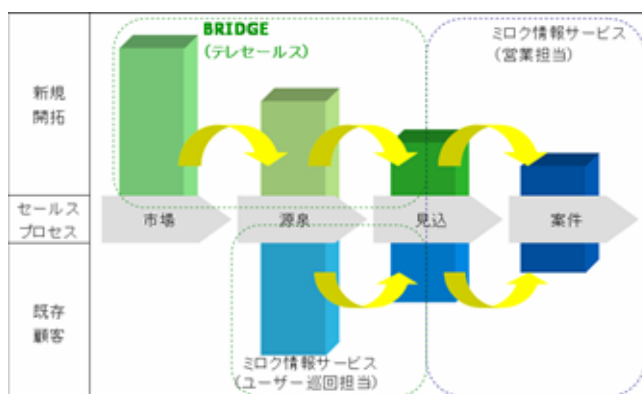 BRIDGE
(テレセールス)
ミロク情報サービス
(営業担当)
新規
開拓
セールス
プロセス
市場
源泉
見込
案件
既存
顧客
ミロク情報サービス
(ユーザー巡回担当)